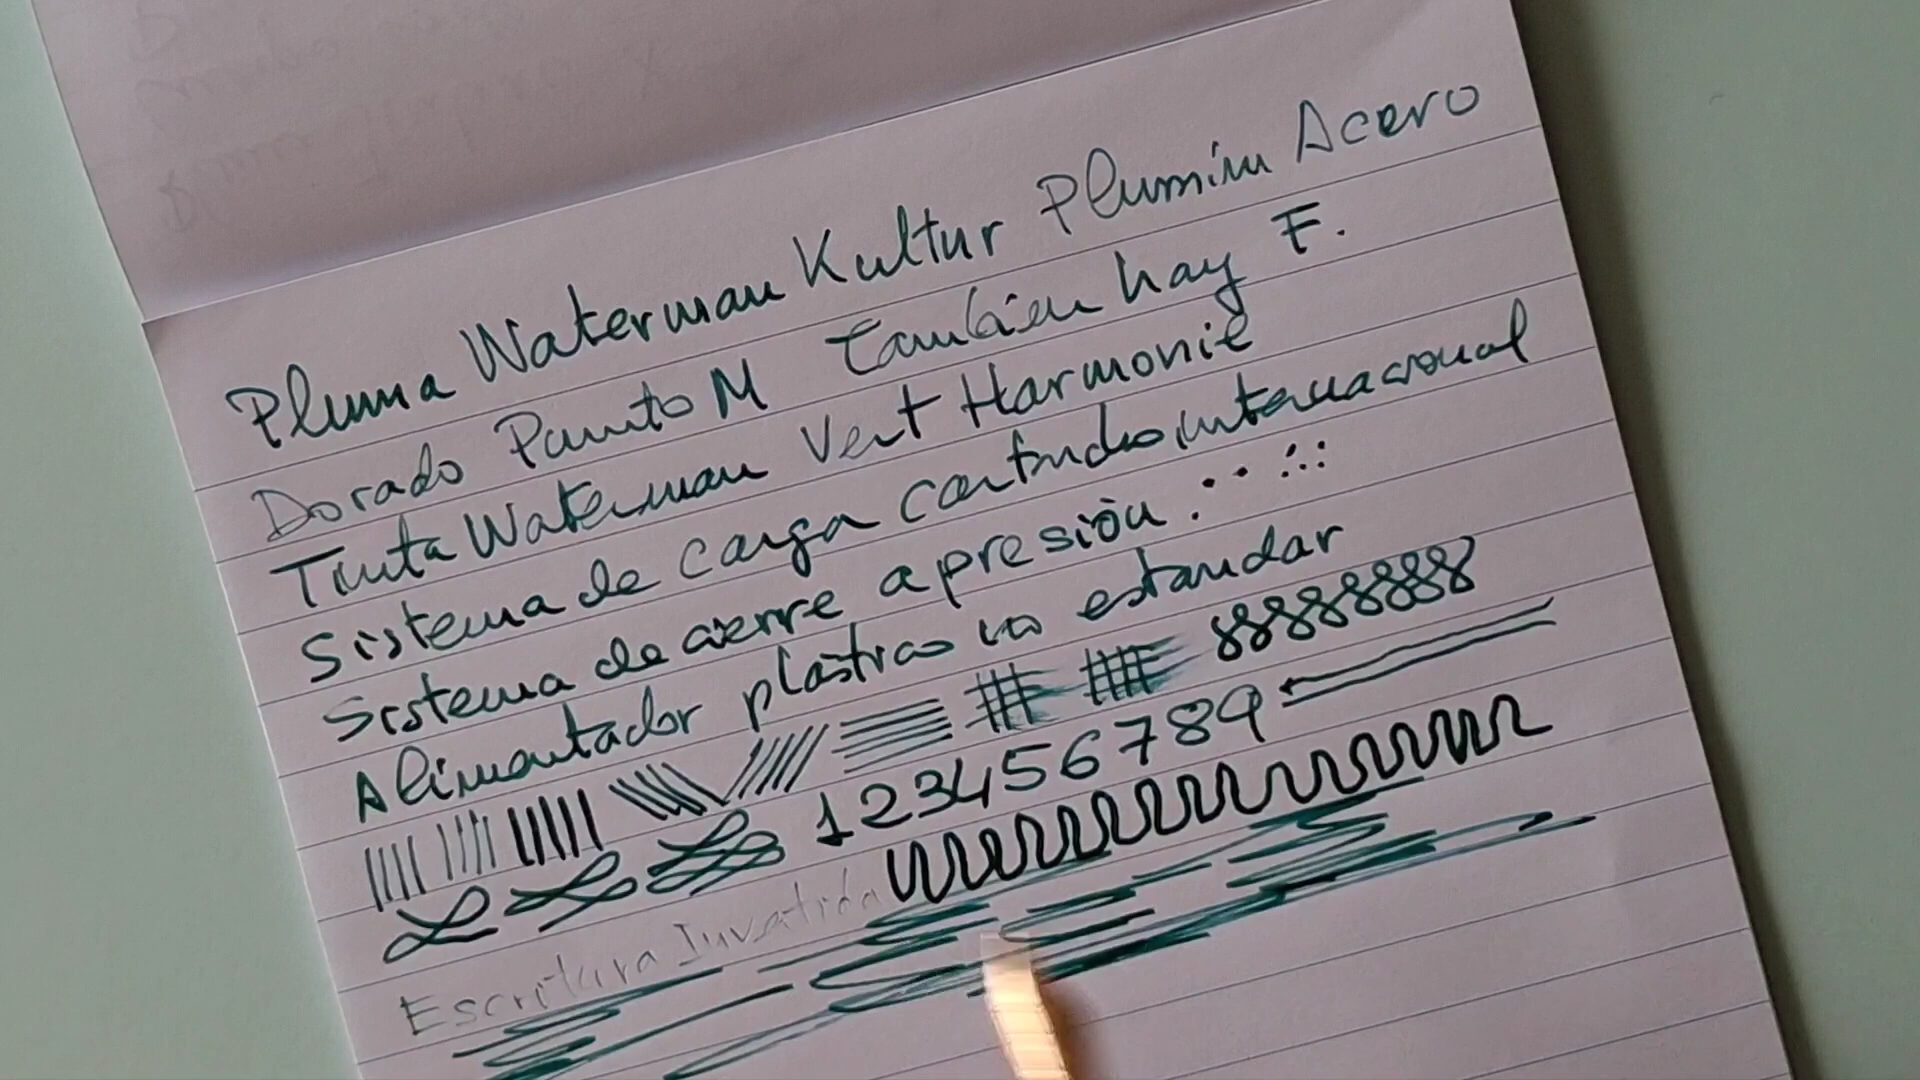 Pluma Waterman Kultur Plumín Acero
Dorado Punto M También hay F.
Tinta Waterman Vert Harmonie
Sistema de carga cartucho internacional
Sistema de cierre a presión.
Alimentador plástico no estandar
88888888
123456789
Escritura Invertida